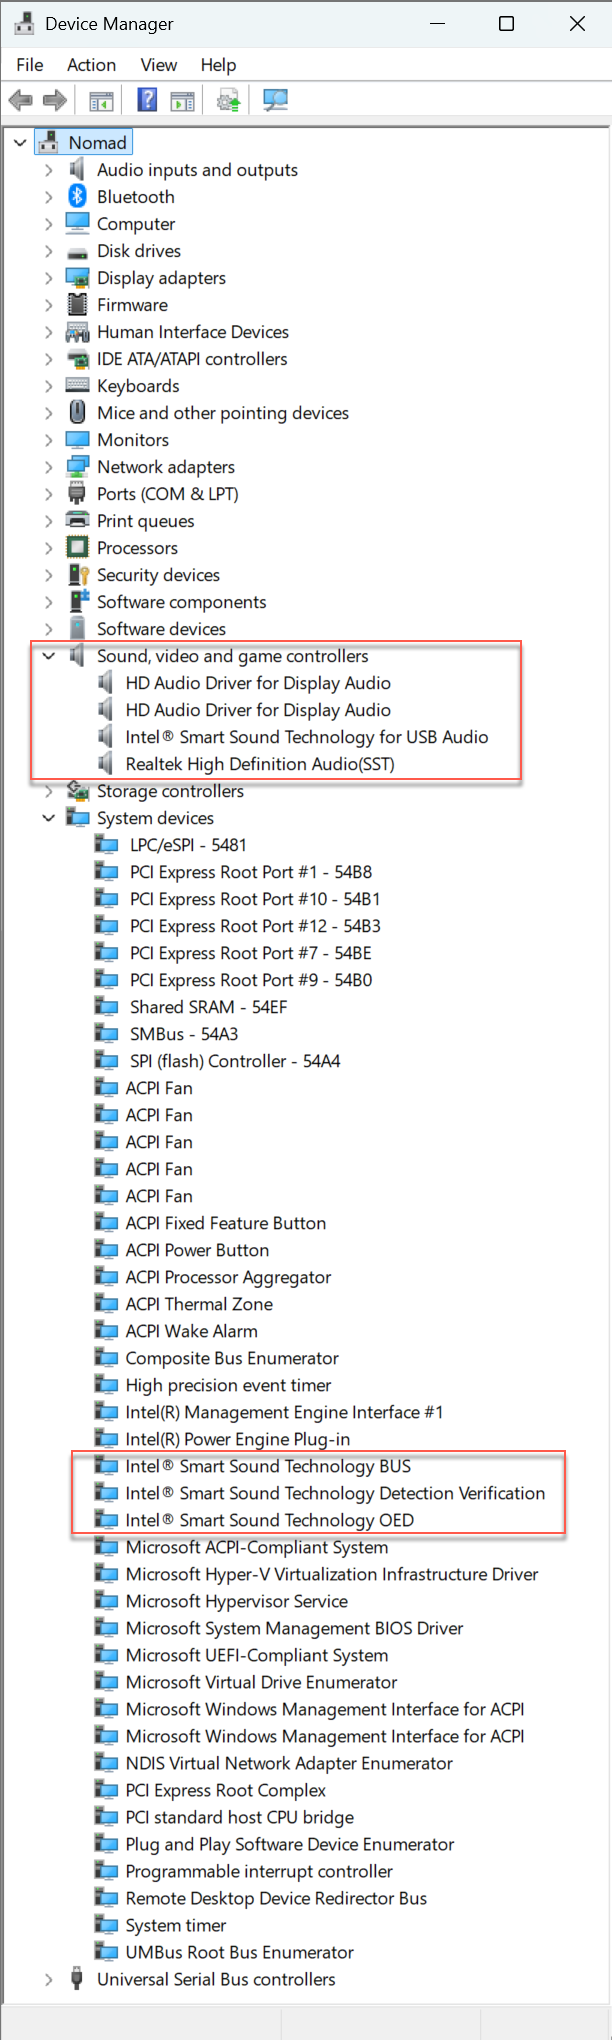 Device Manager
File Action View Help
Nomad
Audio inputs and outputs
Bluetooth
Computer
Disk drives
Display adapters
Firmware
Human Interface Devices
IDE ATA/ATAPI controllers
Keyboards
Mice and other pointing devices
Monitors
Network adapters
Ports (COM & LPT)
Print queues
Processors
Security devices
Software components
Software devices
Sound, video and game controllers
HD Audio Driver for Display Audio
HD Audio Driver for Display Audio
Intel® Smart Sound Technology for USB Audio
Realtek High Definition Audio(SST)
Storage controllers
System devices
LPC/eSPI - 5481
PCI Express Root Port #1 - 54B8
PCI Express Root Port #10 - 54B1
PCI Express Root Port #12 - 54B3
PCI Express Root Port #7 - 54BE
PCI Express Root Port #9 - 54B0
Shared SRAM - 54EF
SMBus - 54A3
SPI (flash) Controller - 54A4
ACPI Fan
ACPI Fan
ACPI Fan
ACPI Fan
ACPI Fan
ACPI Fixed Feature Button
ACPI Power Button
ACPI Processor Aggregator
ACPI Thermal Zone
ACPI Wake Alarm
Composite Bus Enumerator
High precision event timer
Intel(R) Management Engine Interface #1
Intel(R) Power Engine Plug-in
Intel® Smart Sound Technology BUS
Intel® Smart Sound Technology Detection Verification
Intel® Smart Sound Technology OED
Microsoft ACPI-Compliant System
Microsoft Hyper-V Virtualization Infrastructure Driver
Microsoft Hypervisor Service
Microsoft System Management BIOS Driver
Microsoft UEFI-Compliant System
Microsoft Virtual Drive Enumerator
Microsoft Windows Management Interface for ACPI
Microsoft Windows Management Interface for ACPI
NDIS Virtual Network Adapter Enumerator
PCI Express Root Complex
PCI standard host CPU bridge
Plug and Play Software Device Enumerator
Programmable interrupt controller
Remote Desktop Device Redirector Bus
System timer
UMBus Root Bus Enumerator
Universal Serial Bus controllers